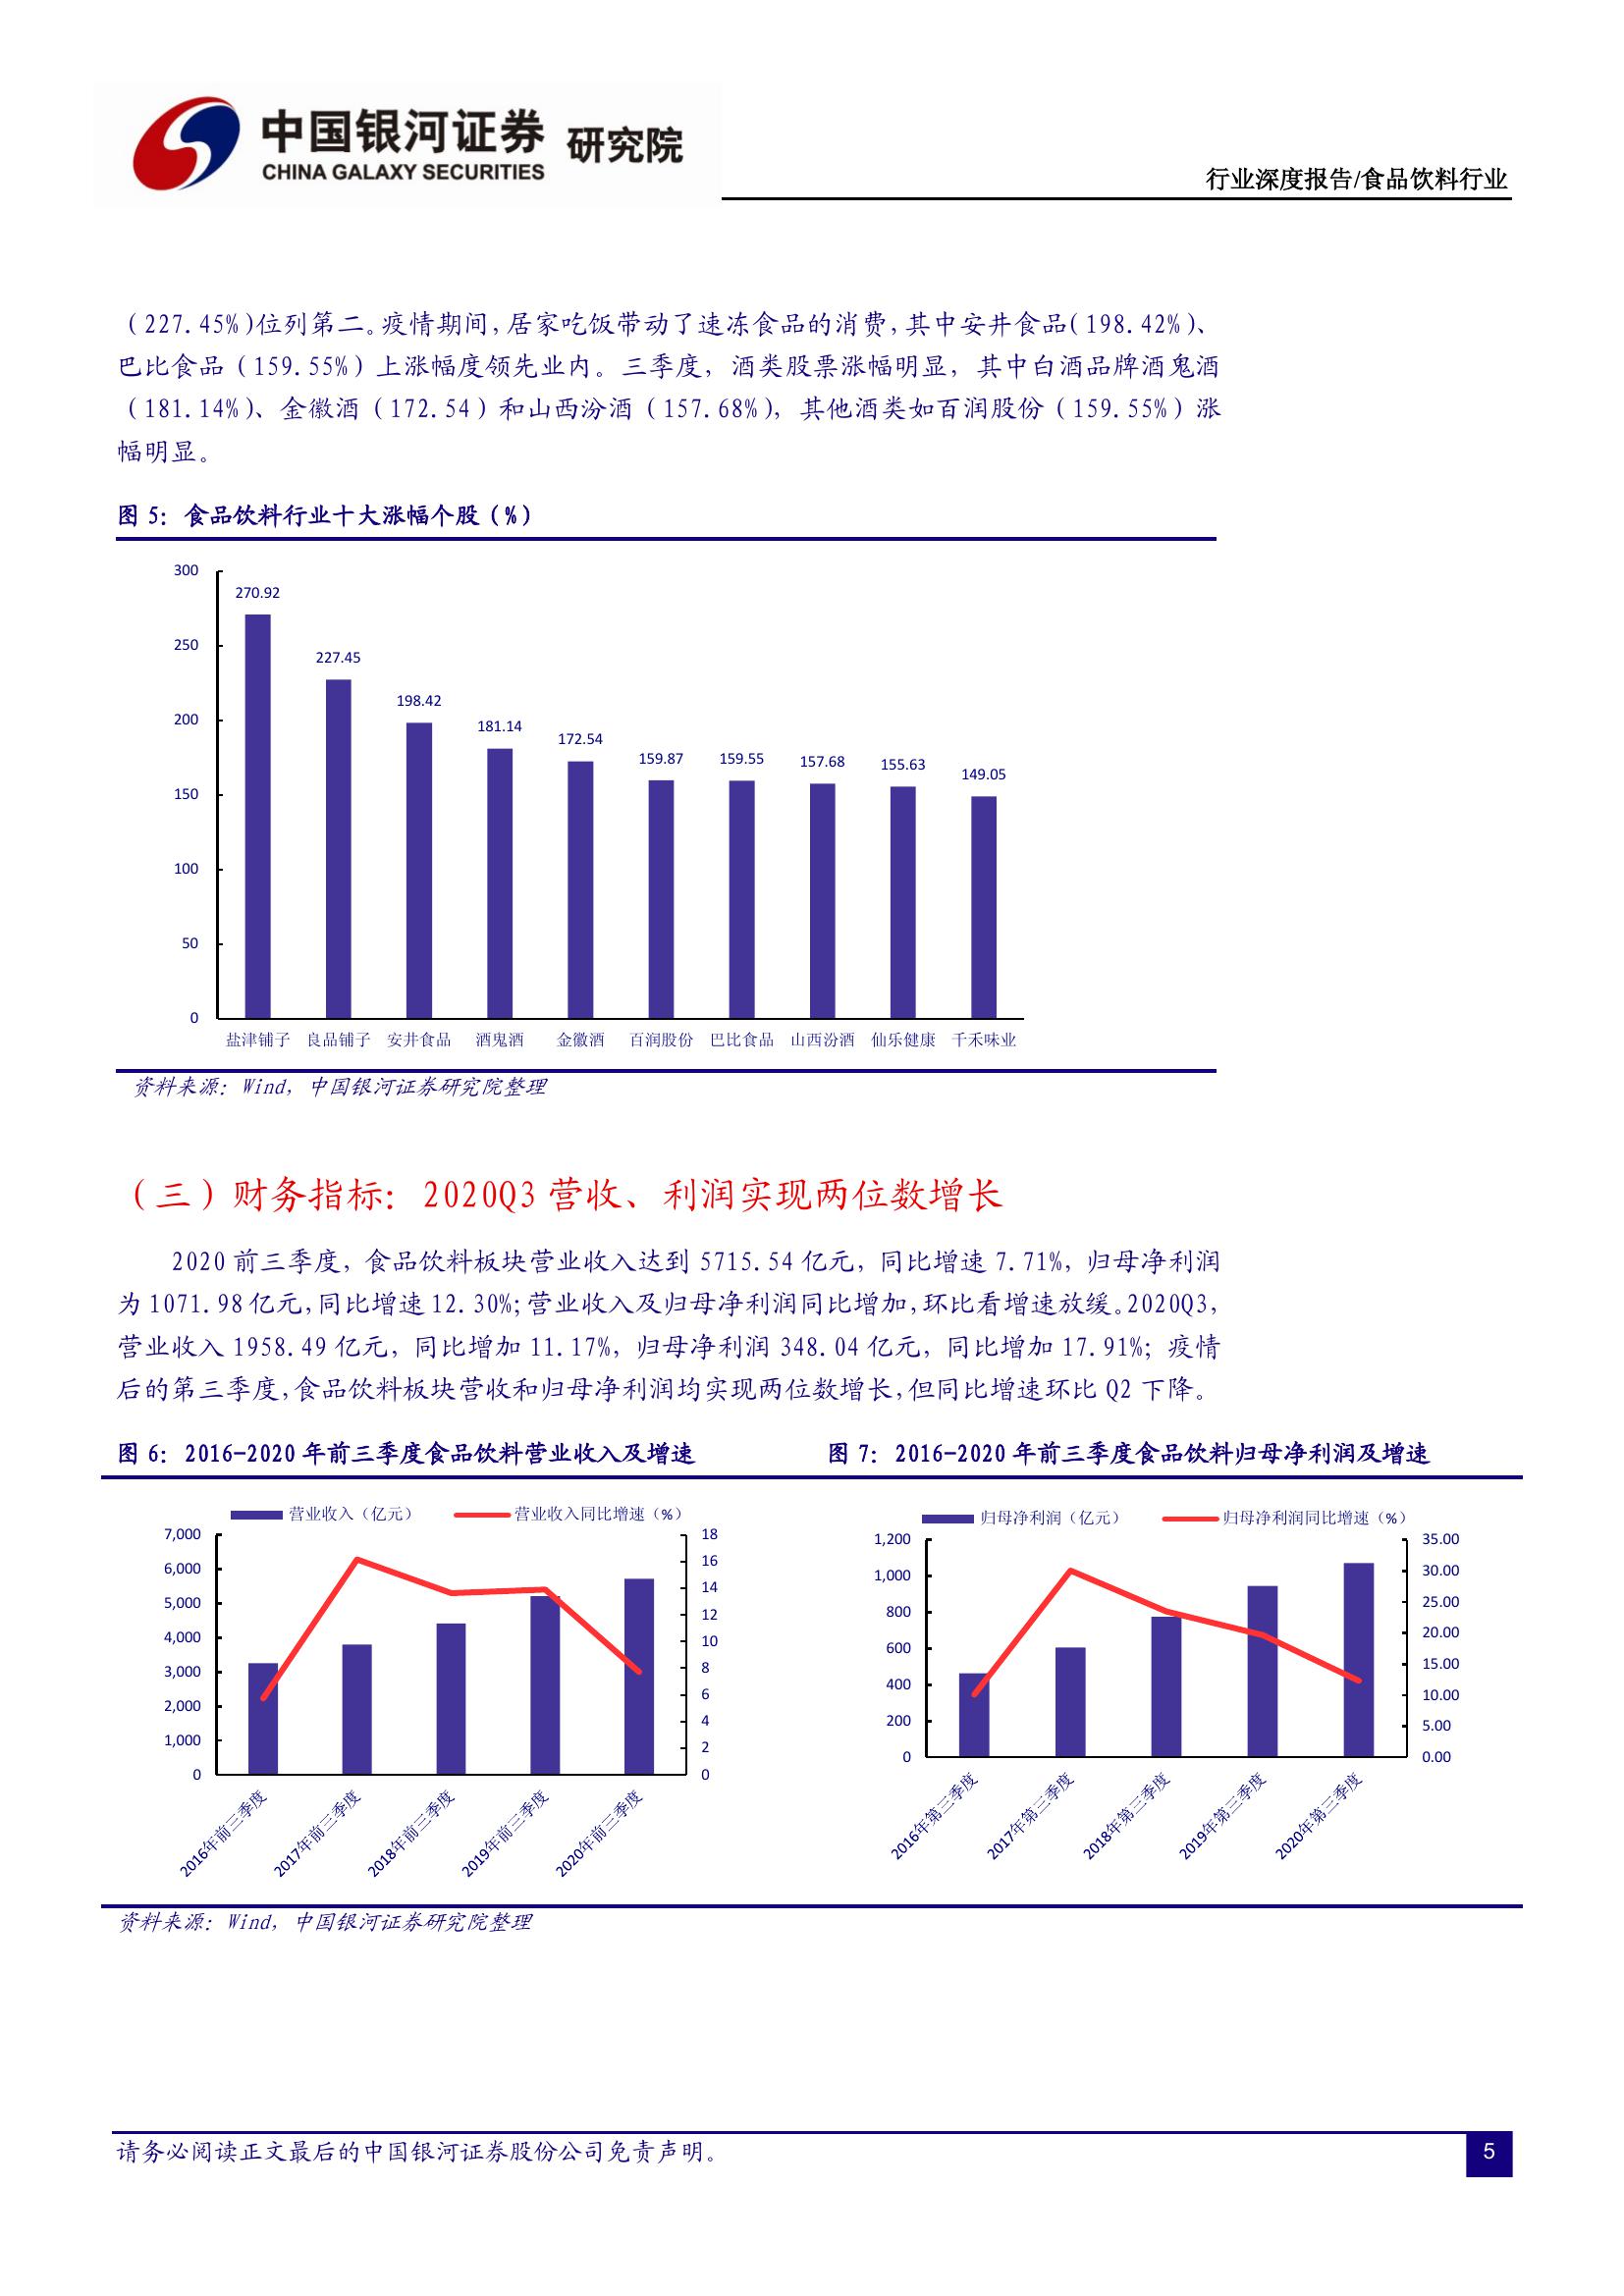 中国银河证券 研究院
CHINA GALAXY SECURITIES
行业深度报告/食品饮料行业
（227.45%)位列第二。疫情期间，居家吃饭带动了速冻食品的消费，其中安井食品（198.42%）、
巴比食品（159.55%）上涨幅度领先业内。三季度，酒类股票涨幅明显，其中白酒品牌酒鬼酒
（181.14%)、金徽酒（172.54）和山西汾酒（157.68%)，其他酒类如百润股份（159.55%）涨
幅明显。
图 5：食品饮料行业十大涨幅个股（%）
300
250
200
150
100
50
0
270.92
227.45
198.42
181.14
172.54
159.87
159.55
157.68
155.63
149.05
盐津铺子 良品铺子 安井食品 酒鬼酒 金徽酒 百润股份 巴比食品 山西汾酒 仙乐健康 千禾味业
资料来源：Wind，中国银河证券研究院整理
（三）财务指标：2020Q3 营收、利润实现两位数增长
2020 前三季度，食品饮料板块营业收入达到 5715.54 亿元，同比增速 7.71%，归母净利润
为 1071.98 亿元，同比增速 12.30%；营业收入及归母净利润同比增加，环比看增速放缓。2020Q3，
营业收入 1958.49 亿元，同比增加 11.17%，归母净利润 348.04 亿元，同比增加 17.91%；疫情
后的第三季度，食品饮料板块营收和归母净利润均实现两位数增长，但同比增速环比 Q2 下降。
图 6：2016-2020 年前三季度食品饮料营业收入及增速
营业收入（亿元） 营业收入同比增速（%）
7,000
6,000
5,000
4,000
3,000
2,000
1,000
0
18
16
14
12
10
8
6
4
2
0
2016年前三季度
2017年前三季度
2018年前三季度
2019年前三季度
2020年前三季度
图 7：2016-2020 年前三季度食品饮料归母净利润及增速
归母净利润（亿元） 归母净利润同比增速（%）
1,200
1,000
800
600
400
200
0
35.00
30.00
25.00
20.00
15.00
10.00
5.00
0.00
2016年第三季度
2017年第三季度
2018年第三季度
2019年第三季度
2020年第三季度
资料来源：Wind，中国银河证券研究院整理
请务必阅读正文最后的中国银河证券股份公司免责声明。
5